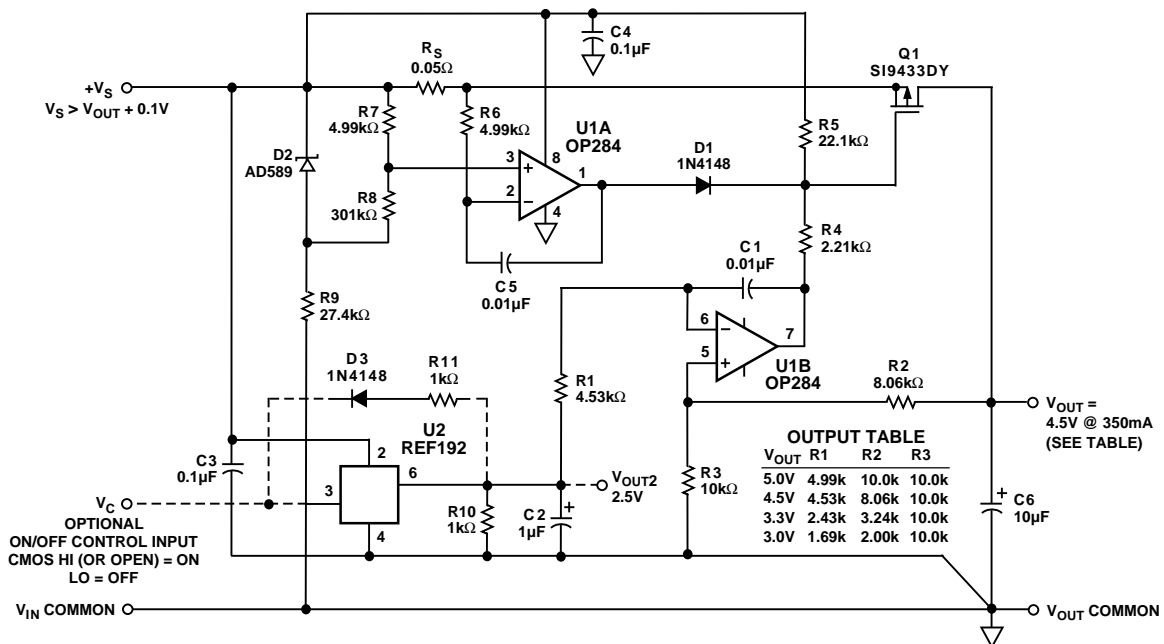 C4
0.1µF
+VS
VS > VOUT + 0.1V
RS
0.05Ω
Q1
SI9433DY
R7
4.99kΩ
R6
4.99kΩ
U1A
OP284
R5
22.1kΩ
D2
AD589
3
+
8
1
2
–
4
D1
1N4148
R8
301kΩ
R4
2.21kΩ
C5
0.01µF
C1
0.01µF
R9
27.4kΩ
6
–
7
5
+
U1B
OP284
D3
1N4148
R11
1kΩ
R1
4.53kΩ
R2
8.06kΩ
VOUT =
4.5V @ 350mA
(SEE TABLE)
U2
REF192
C3
0.1µF
2
6
3
4
VOUT2
2.5V
R3
10kΩ
OUTPUT TABLE
VOUT R1 R2 R3
5.0V 4.99k 10.0k 10.0k
4.5V 4.53k 8.06k 10.0k
3.3V 2.43k 3.24k 10.0k
3.0V 1.69k 2.00k 10.0k
+
C6
10µF
VC
OPTIONAL
ON/OFF CONTROL INPUT
CMOS HI (OR OPEN) = ON
LO = OFF
R10
1kΩ
C2
1µF
+
VIN COMMON
VOUT COMMON